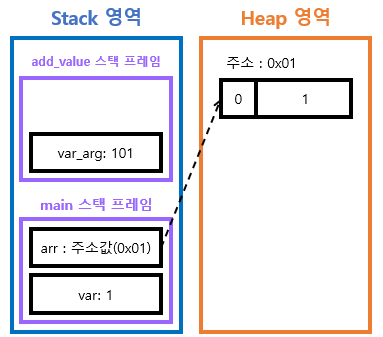 Stack 영역
add_value 스택 프레임
var_arg: 101
main 스택 프레임
arr : 주소값(0x01)
var: 1
Heap 영역
주소 : 0x01
0
1